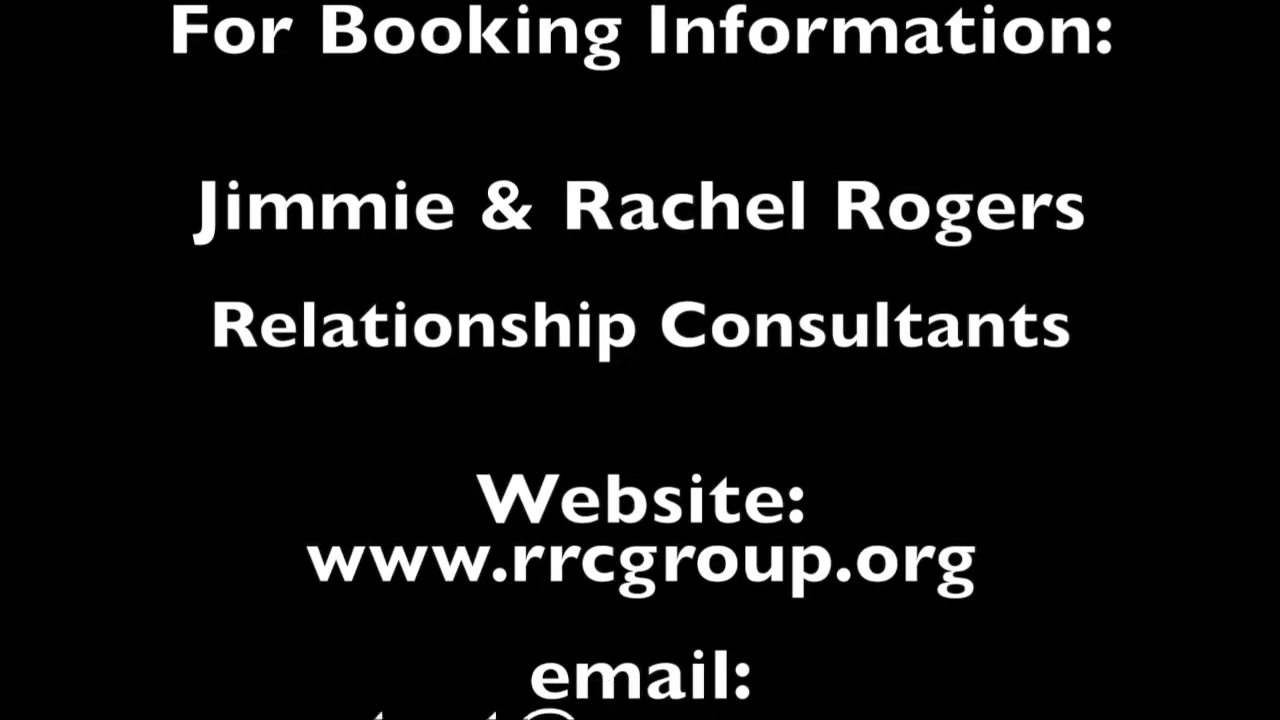 For Booking Information:
Jimmie & Rachel Rogers
Relationship Consultants
Website:
www.rrcgroup.org
email: